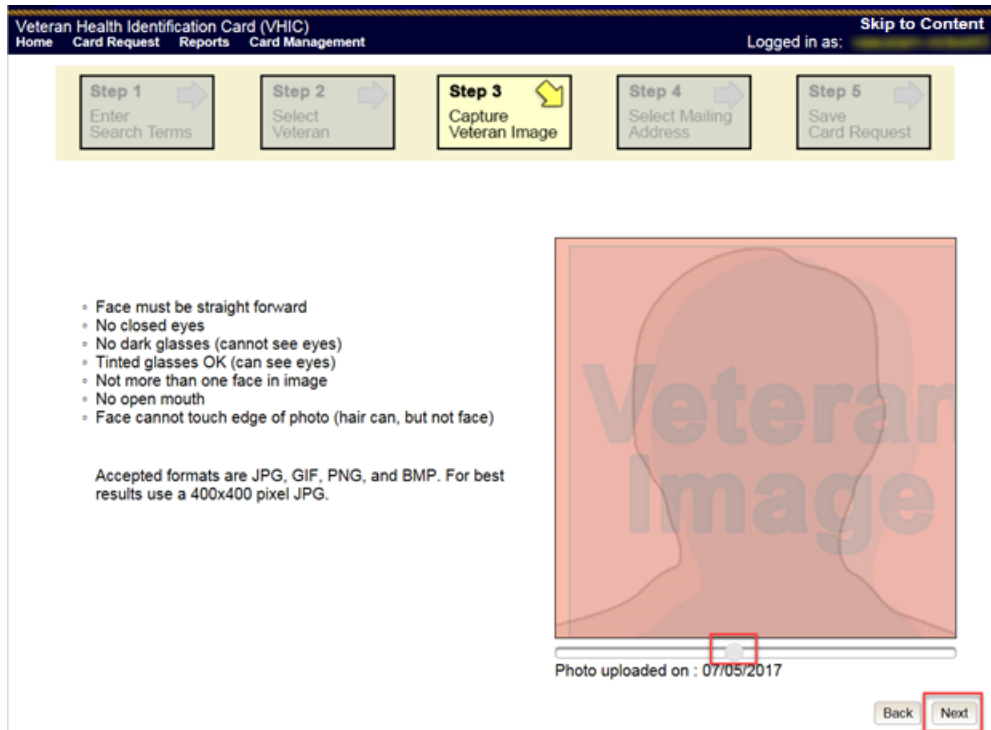 Veteran Health Identification Card (VHIC)
Skip to Content
Home Card Request Reports Card Management
Logged in as:
Step 1
Enter
Search Terms
Step 2
Select
Veteran
Step 3
Capture
Veteran Image
Step 4
Select Mailing
Address
Step 5
Save
Card Request
◦ Face must be straight forward
◦ No closed eyes
◦ No dark glasses (cannot see eyes)
◦ Tinted glasses OK (can see eyes)
◦ Not more than one face in image
◦ No open mouth
◦ Face cannot touch edge of photo (hair can, but not face)
Accepted formats are JPG, GIF, PNG, and BMP. For best
results use a 400x400 pixel JPG.
Veteran
Image
Photo uploaded on : 07/05/2017
Back Next